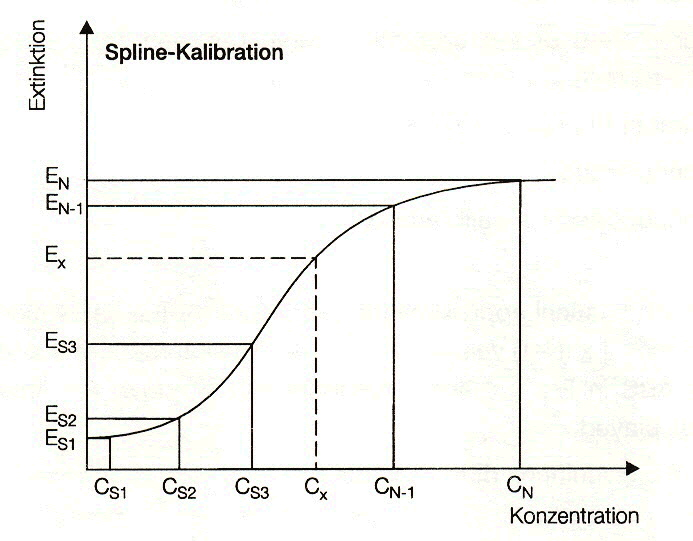 Extinktion
Spline-Kalibration
E_N
E_N-1
E_x
E_S3
E_S2
E_S1
C_S1 C_S2 C_S3 C_x C_N-1 C_N
Konzentration